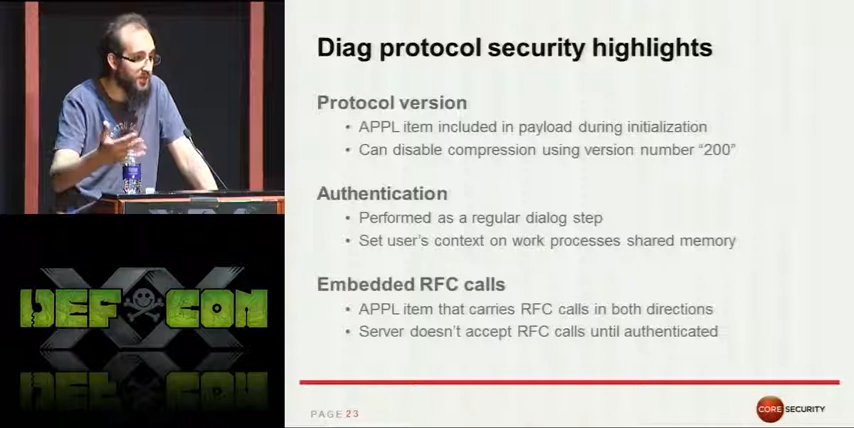 Diag protocol security highlights
Protocol version
• APPL item included in payload during initialization
• Can disable compression using version number “200”
Authentication
• Performed as a regular dialog step
• Set user’s context on work processes shared memory
Embedded RFC calls
• APPL item that carries RFC calls in both directions
• Server doesn’t accept RFC calls until authenticated
PAGE 23
CORE SECURITY
XX
DEF CON